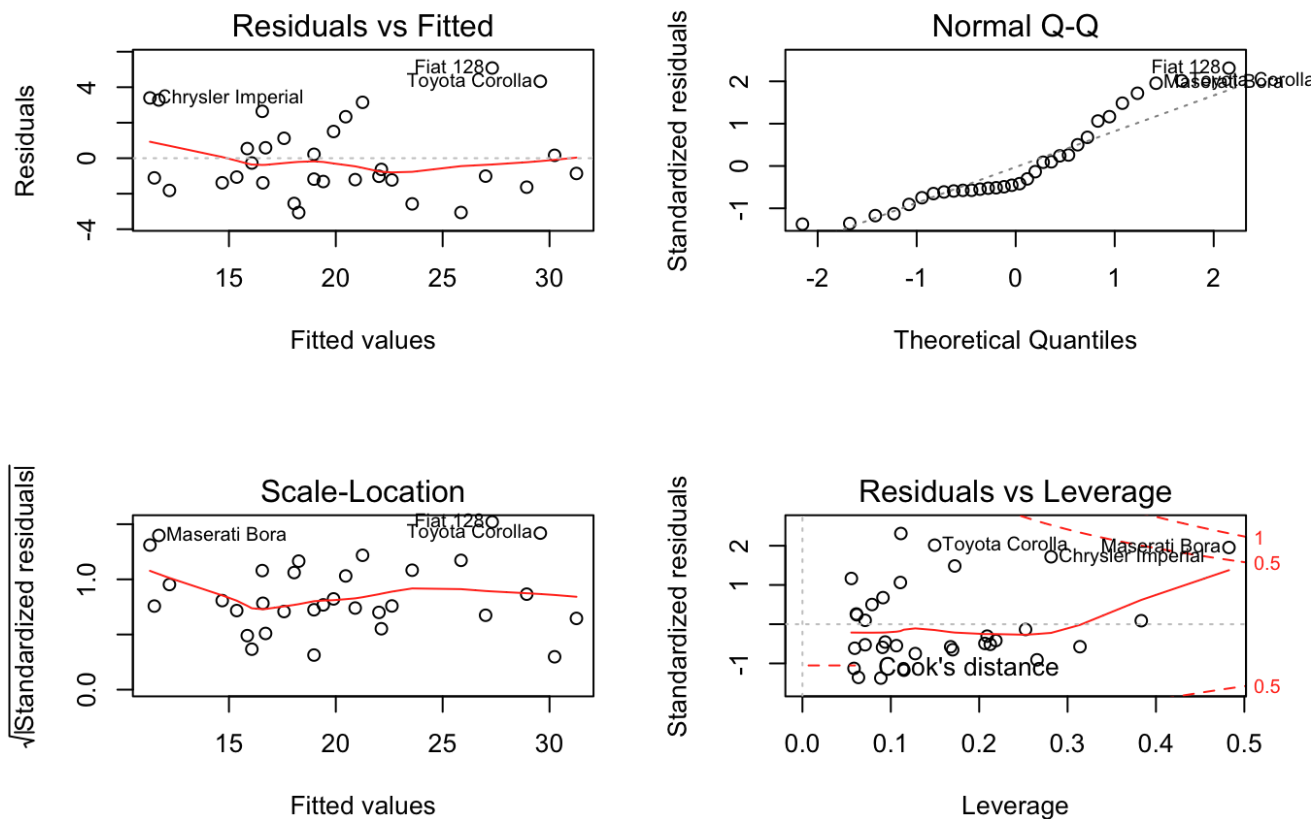 Residuals vs Fitted
Residuals
4
0
-4
Fiat 128
Toyota Corolla
Chrysler Imperial
15 20 25 30
Fitted values
Normal Q-Q
Standardized residuals
2
1
0
-1
Fiat 128
Toyota Corolla
Maserati Bora
-2 -1 0 1 2
Theoretical Quantiles
Scale-Location
√|Standardized residuals|
1.0
0.0
Fiat 128
Toyota Corolla
Maserati Bora
15 20 25 30
Fitted values
Residuals vs Leverage
Standardized residuals
2
1
-1
Toyota Corolla
Maserati Bora
Chrysler Imperial
1
0.5
Cook's distance
0.5
0.0 0.1 0.2 0.3 0.4 0.5
Leverage